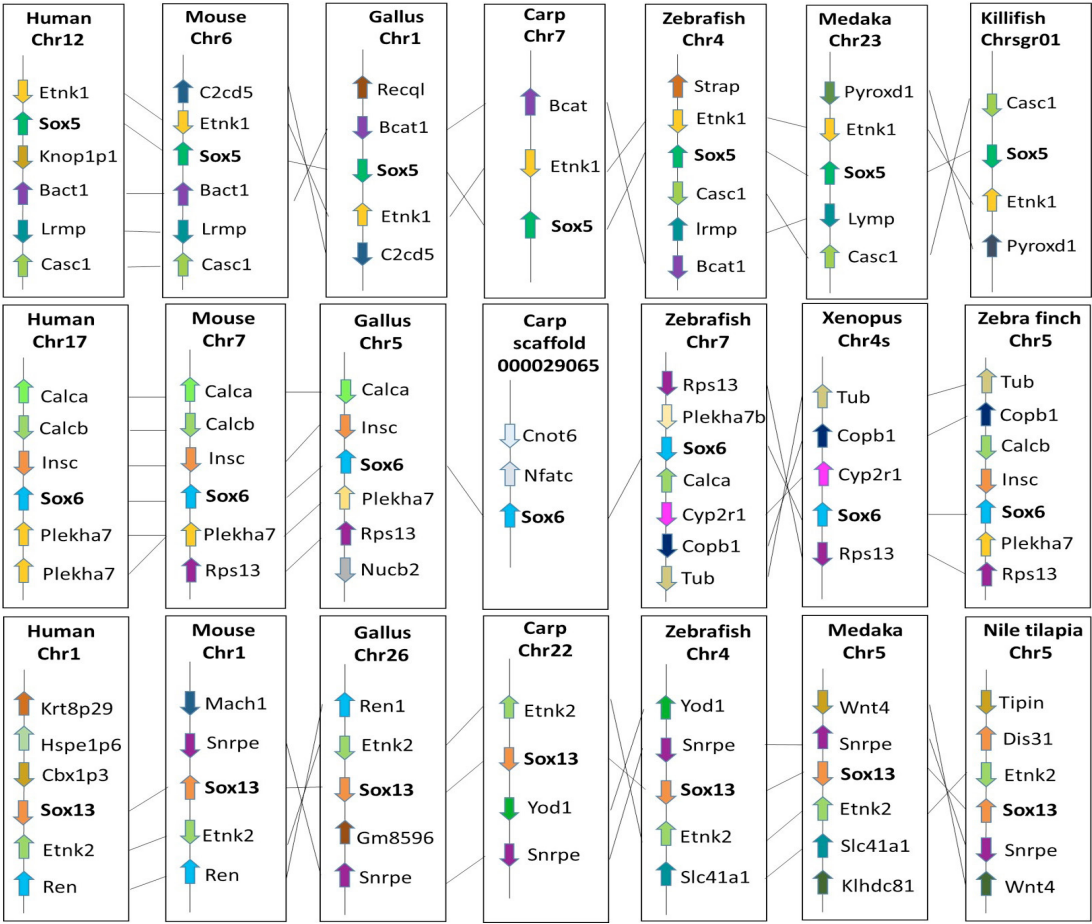 Human
Chr12
Etnk1
Sox5
Knop1p1
Bact1
Lrmp
Casc1
Mouse
Chr6
C2cd5
Etnk1
Sox5
Bact1
Lrmp
Casc1
Gallus
Chr1
Recql
Bcat1
Sox5
Etnk1
C2cd5
Carp
Chr7
Bcat
Etnk1
Sox5
Zebrafish
Chr4
Strap
Etnk1
Sox5
Casc1
lrmp
Bcat1
Medaka
Chr23
Pyroxd1
Etnk1
Sox5
Lymp
Casc1
Killifish
Chrsgr01
Casc1
Sox5
Etnk1
Pyroxd1
Human
Chr17
Calca
Calcb
Insc
Sox6
Plekha7
Plekha7
Mouse
Chr7
Calca
Calcb
Insc
Sox6
Plekha7
Rps13
Gallus
Chr5
Calca
Insc
Sox6
Plekha7
Rps13
Nucb2
Carp
scaffold
000029065
Cnot6
Nfatc
Sox6
Zebrafish
Chr7
Rps13
Plekha7b
Sox6
Calca
Cyp2r1
Copb1
Tub
Xenopus
Chr4s
Tub
Copb1
Cyp2r1
Sox6
Rps13
Zebra finch
Chr5
Tub
Copb1
Calcb
Insc
Sox6
Plekha7
Rps13
Human
Chr1
Krt8p29
Hspe1p6
Cbx1p3
Sox13
Etnk2
Ren
Mouse
Chr1
Mach1
Snrpe
Sox13
Etnk2
Ren
Gallus
Chr26
Ren1
Etnk2
Sox13
Gm8596
Snrpe
Carp
Chr22
Etnk2
Sox13
Yod1
Snrpe
Zebrafish
Chr4
Yod1
Snrpe
Sox13
Etnk2
Slc41a1
Medaka
Chr5
Wnt4
Snrpe
Sox13
Etnk2
Slc41a1
Klhdc81
Nile tilapia
Chr5
Tipin
Dis31
Etnk2
Sox13
Snrpe
Wnt4